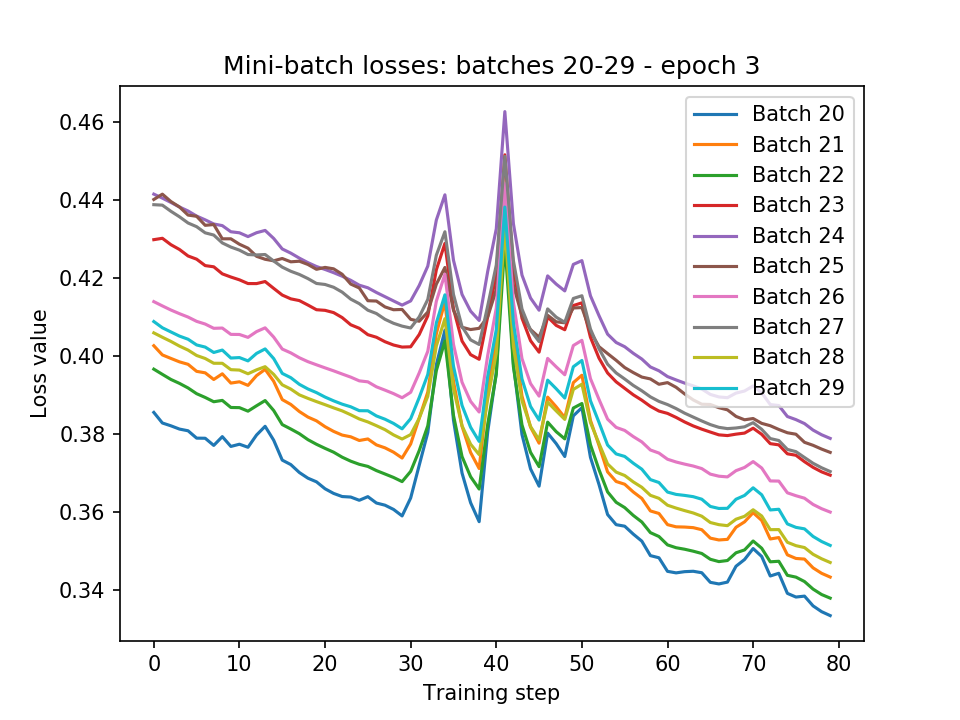 Mini-batch losses: batches 20-29 - epoch 3
Loss value
0.46
0.44
0.42
0.40
0.38
0.36
0.34
Batch 20
Batch 21
Batch 22
Batch 23
Batch 24
Batch 25
Batch 26
Batch 27
Batch 28
Batch 29
0 10 20 30 40 50 60 70 80
Training step